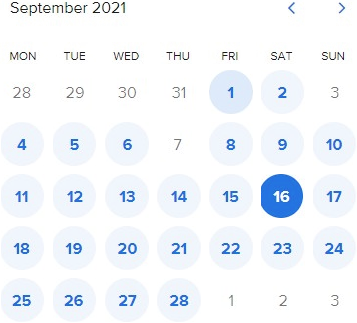 September 2021
MON TUE WED THU FRI SAT SUN
28 29 30 31 1 2 3
4 5 6 7 8 9 10
11 12 13 14 15 16 17
18 19 20 21 22 23 24
25 26 27 28 1 2 3